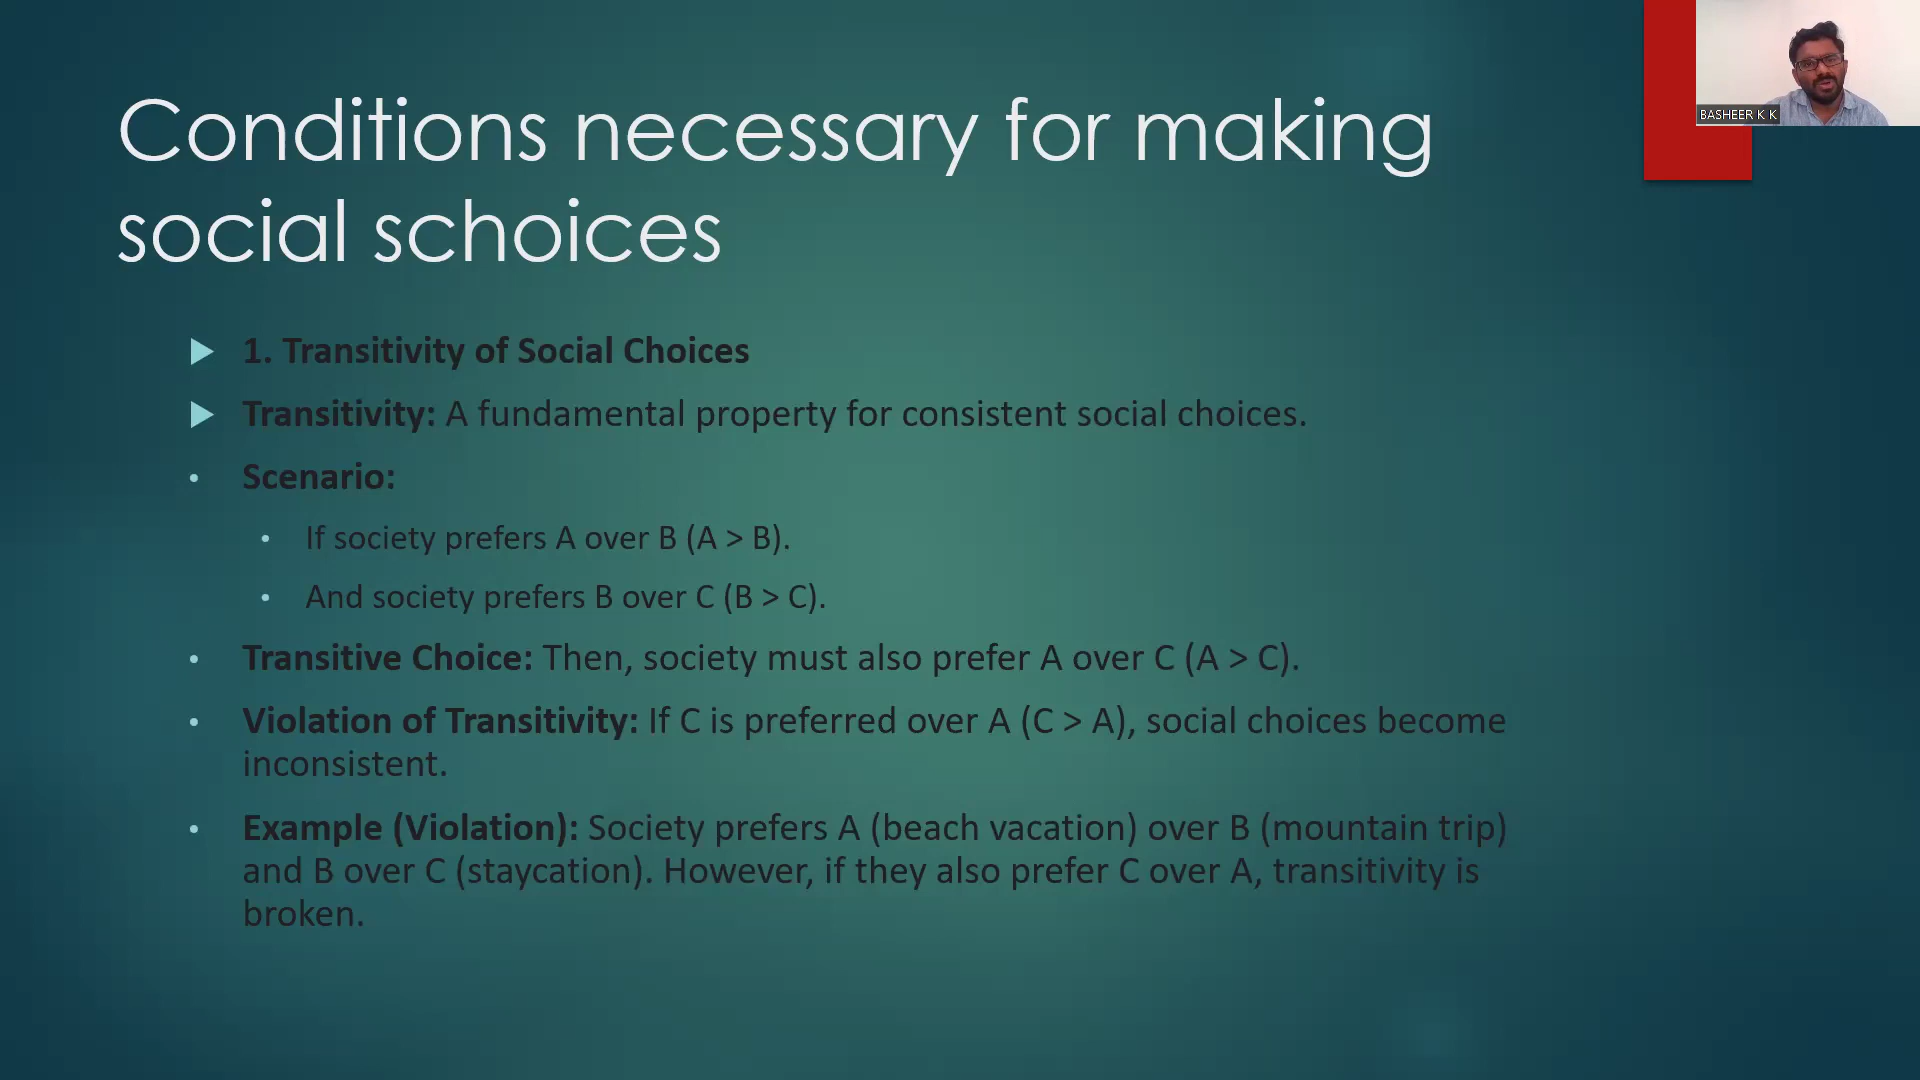 Conditions necessary for making
social schoices
BASHEER K K
1. Transitivity of Social Choices
Transitivity: A fundamental property for consistent social choices.
Scenario:
If society prefers A over B (A > B).
And society prefers B over C (B > C).
Transitive Choice: Then, society must also prefer A over C (A > C).
Violation of Transitivity: If C is preferred over A (C > A), social choices become
inconsistent.
Example (Violation): Society prefers A (beach vacation) over B (mountain trip)
and B over C (staycation). However, if they also prefer C over A, transitivity is
broken.